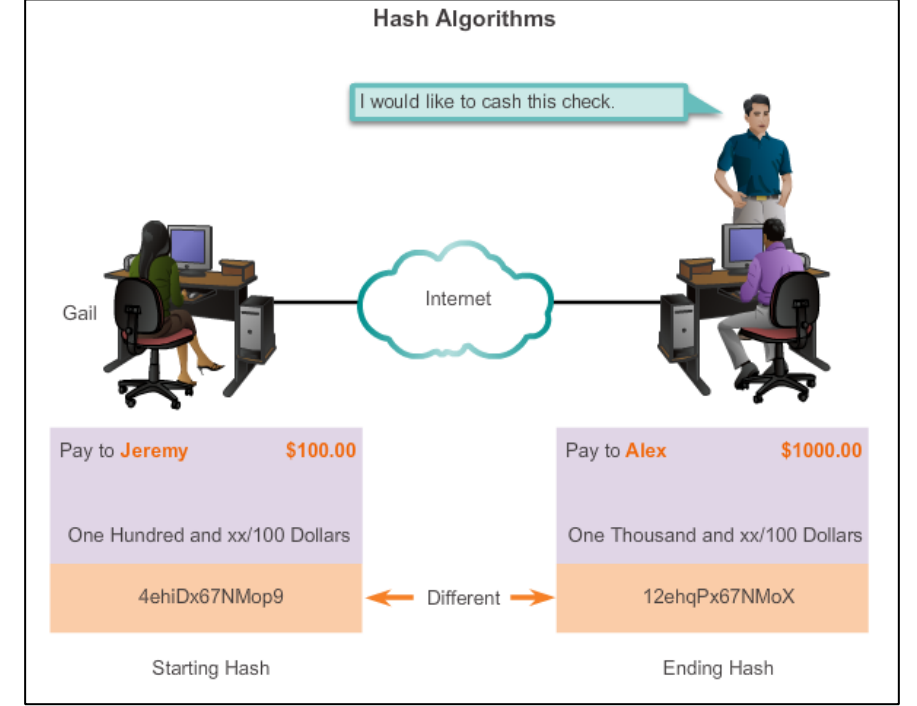 Hash Algorithms
I would like to cash this check.
Gail
Internet
Pay to Jeremy $100.00
One Hundred and xx/100 Dollars
4ehiDx67NMop9
Starting Hash
Different
Pay to Alex $1000.00
One Thousand and xx/100 Dollars
12ehqPx67NMoX
Ending Hash